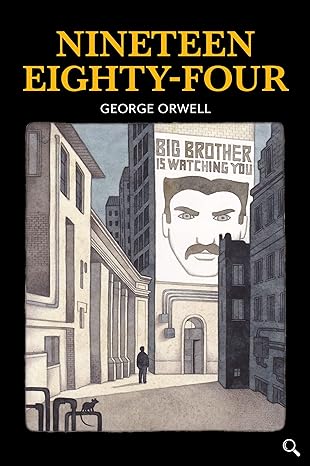 NINETEEN
EIGHTY-FOUR
GEORGE ORWELL
BIG BROTHER
IS WATCHING YOU